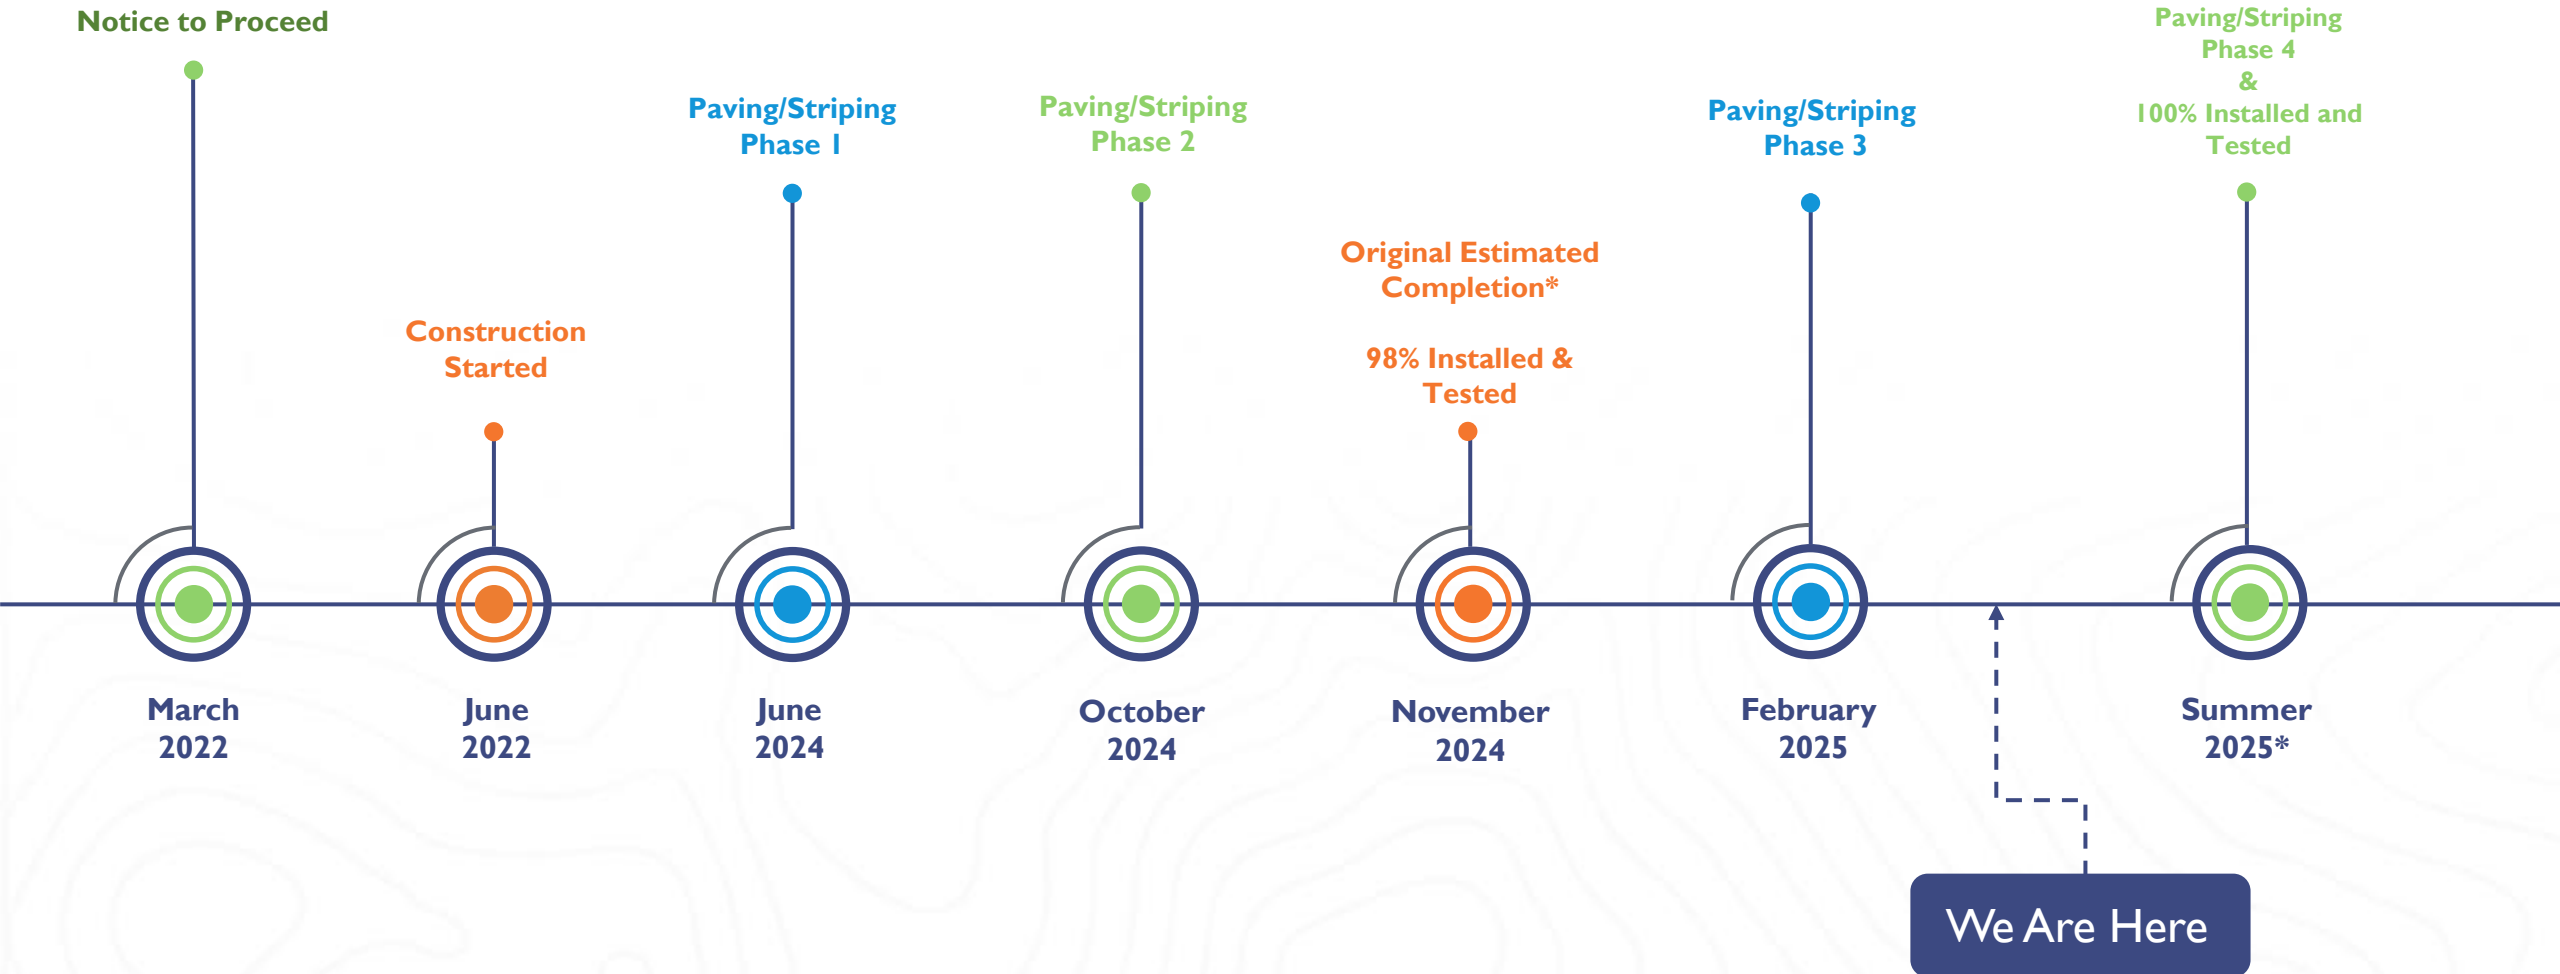 Notice to Proceed
Construction
Started
Paving/Striping
Phase 1
Paving/Striping
Phase 2
Original Estimated
Completion*
98% Installed &
Tested
Paving/Striping
Phase 3
Paving/Striping
Phase 4
&
100% Installed and
Tested
March
2022
June
2022
June
2024
October
2024
November
2024
February
2025
Summer
2025*
We Are Here